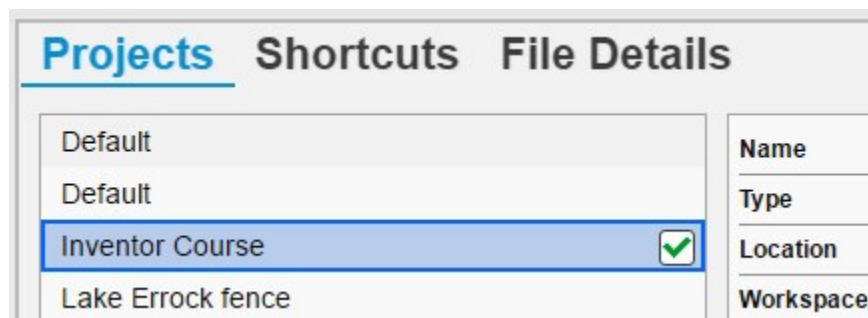 Projects Shortcuts File Details
Default
Default
Inventor Course
Lake Errock fence
Name
Type
Location
Workspace